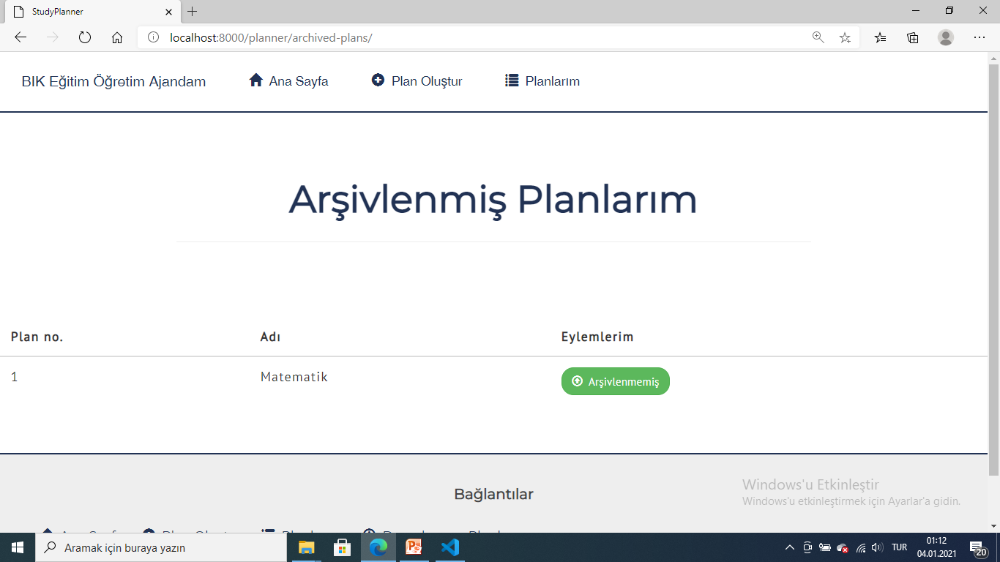 StudyPlanner
localhost:8000/planner/archived-plans/
BIK Eğitim Öğretim Ajandam Ana Sayfa Plan Oluştur Planlarım
Arşivlenmiş Planlarım
Plan no. Adı Eylemlerim
1 Matematik Arşivlenmemiş
Bağlantılar
Windows'u Etkinleştir
Windows'u etkinleştirmek için Ayarlar'a gidin.
Aramak için buraya yazın
TUR
01:12
04.01.2021
20